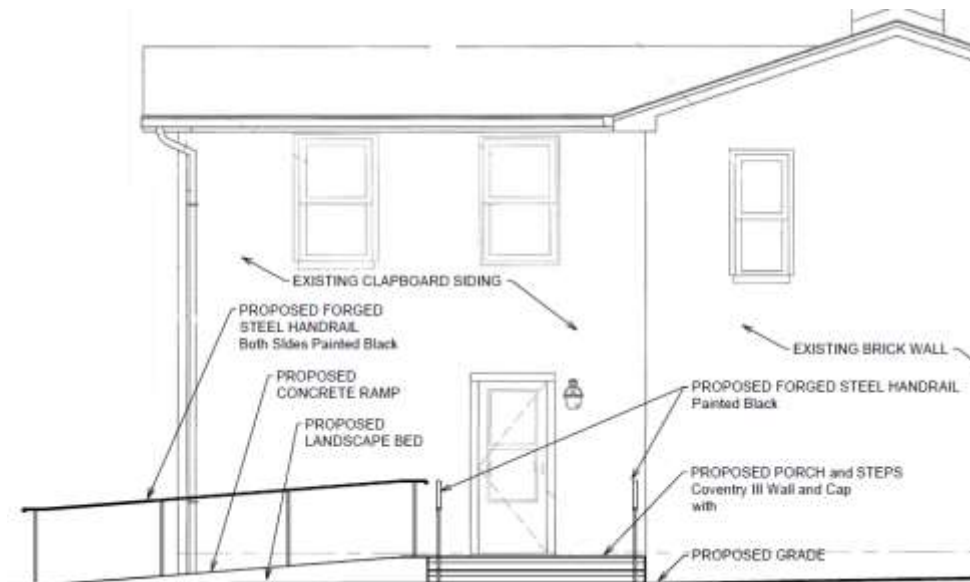 EXISTING CLAPBOARD SIDING
PROPOSED FORGED
STEEL HANDRAIL
Both Sides Painted Black
EXISTING BRICK WALL
PROPOSED
CONCRETE RAMP
PROPOSED FORGED STEEL HANDRAIL
Painted Black
PROPOSED
LANDSCAPE BED
PROPOSED PORCH and STEPS
Coventry III Wall and Cap
with
PROPOSED GRADE